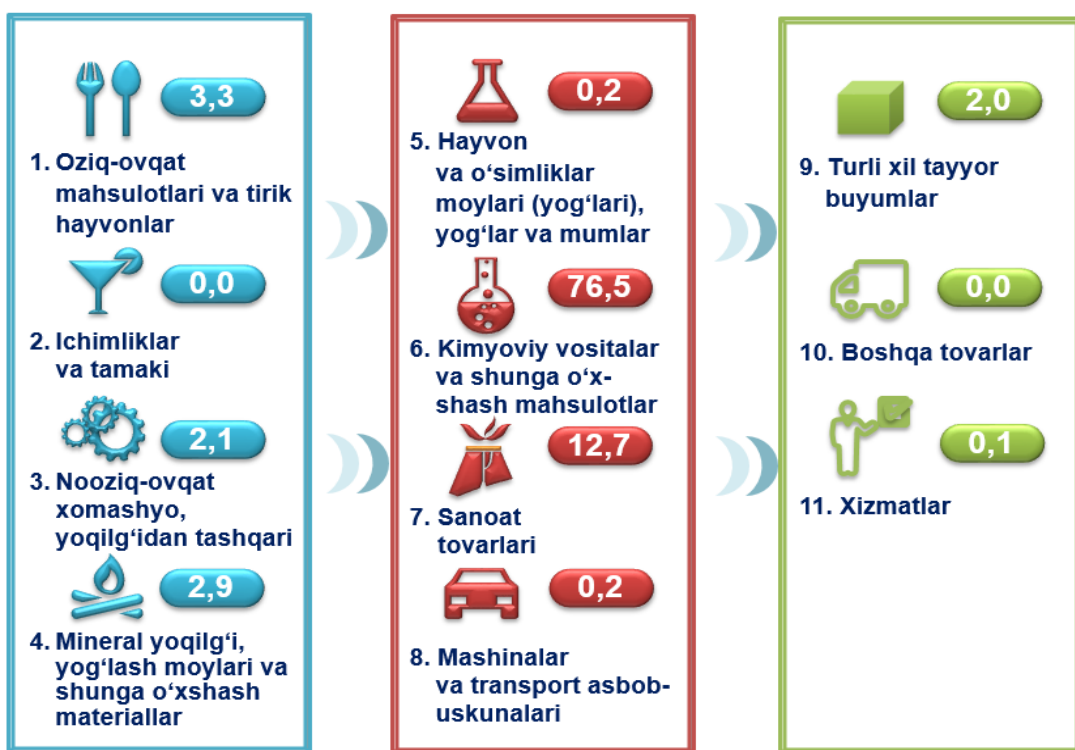 3,3
1. Oziq-ovqat
mahsulotlari va tirik
hayvonlar
0,0
2. Ichimliklar
va tamaki
2,1
3. Nooziq-ovqat
xomashyo,
yoqilg‘idan tashqari
2,9
4. Mineral yoqilg‘i,
yog‘lash moylari va
shunga o‘xshash
materiallar
0,2
5. Hayvon
va o‘simliklar
moylari (yog‘lari),
yog‘lar va mumlar
76,5
6. Kimyoviy vositalar
va shunga o‘x-
shash mahsulotlar
12,7
7. Sanoat
tovarlari
0,2
8. Mashinalar
va transport asbob-
uskunalari
2,0
9. Turli xil tayyor
buyumlar
0,0
10. Boshqa tovarlar
0,1
11. Xizmatlar